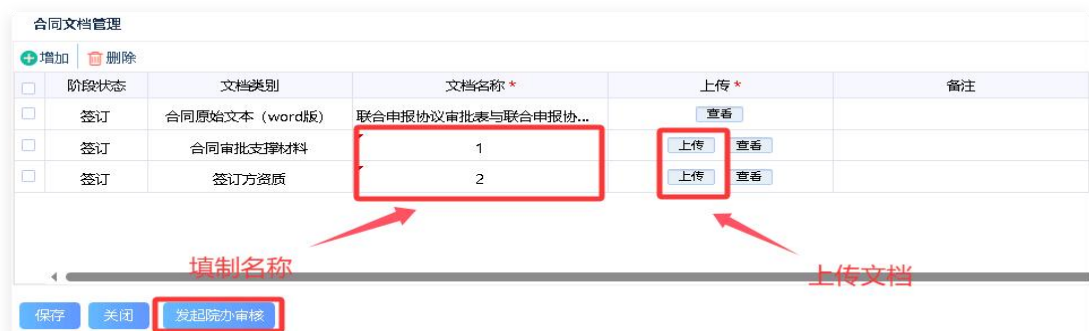 合同文档管理
增加 删除
阶段状态 文档类别 文档名称 * 上传 * 备注
签订 合同原始文本（word版） 联合申报协议审批表与联合申报协... 查看
签订 合同审批支撑材料 1 上传 查看
签订 签订方资质 2 上传 查看
填制名称 上传文档
保存 关闭 发起院办审核